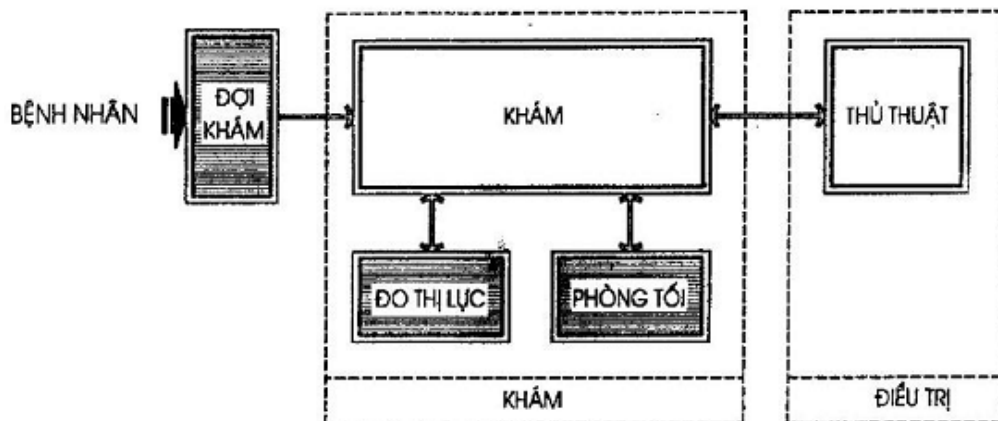 BỆNH NHÂN
ĐỢI
KHÁM
KHÁM
THỦ THUẬT
ĐO THỊ LỰC
PHÒNG TỐI
KHÁM
ĐIỀU TRỊ